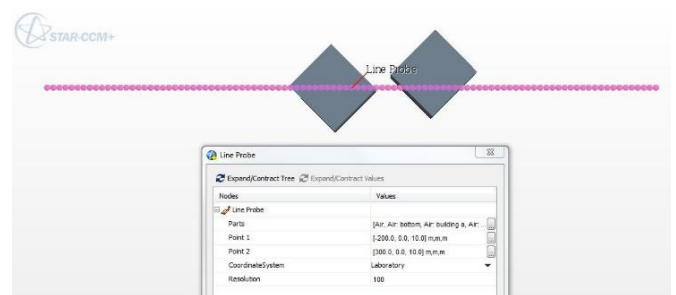 STAR-CCM+
Line Probe
Line Probe
Expand/Contract Tree Expand/Contract Values
Nodes Values
Line Probe
Parts [Air, Air: bottom, Air: building a, Air: ...
Point 1 [-200.0, 0.0, 10.0] m,m,m
Point 2 [300.0, 0.0, 10.0] m,m,m
CoordinateSystem Laboratory
Resolution 100